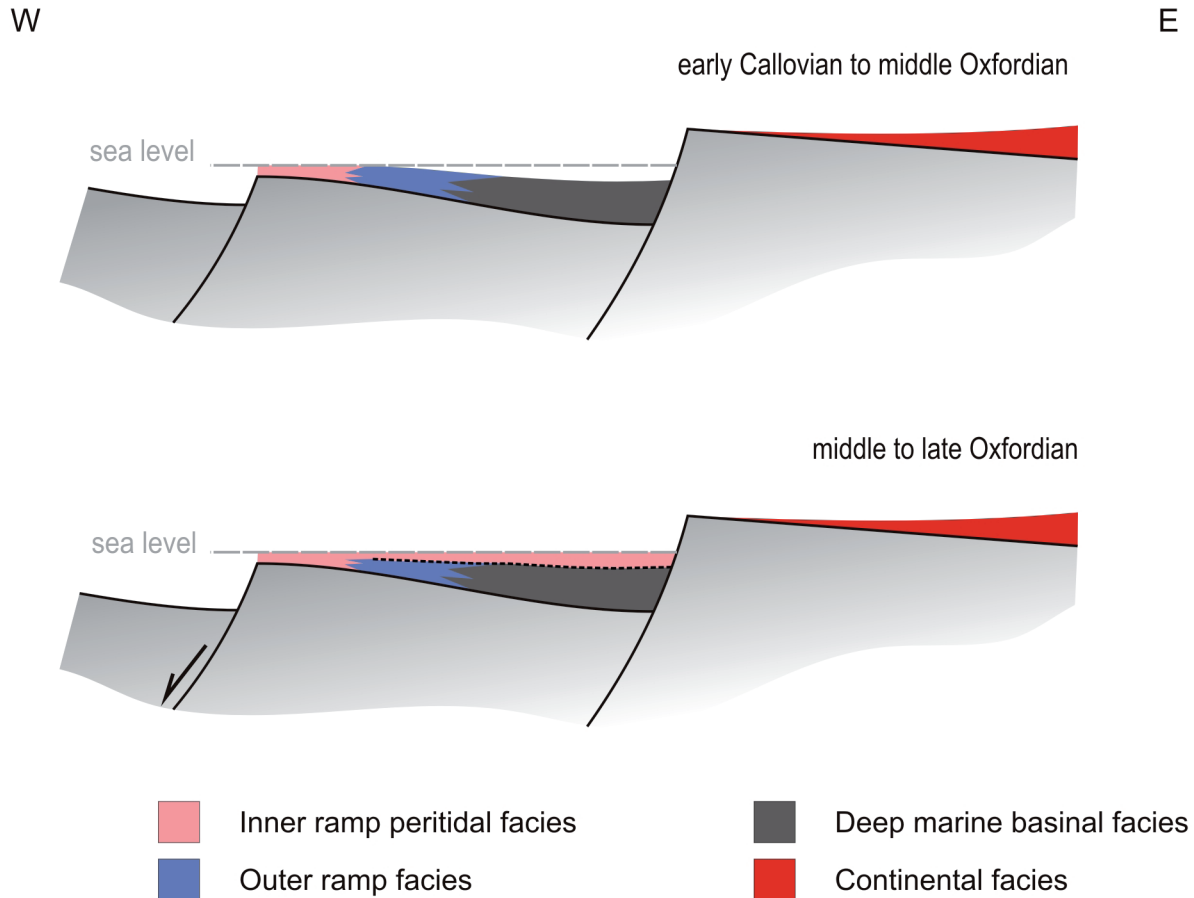 W
E
early Callovian to middle Oxfordian
sea level
middle to late Oxfordian
sea level
Inner ramp peritidal facies
Deep marine basinal facies
Outer ramp facies
Continental facies